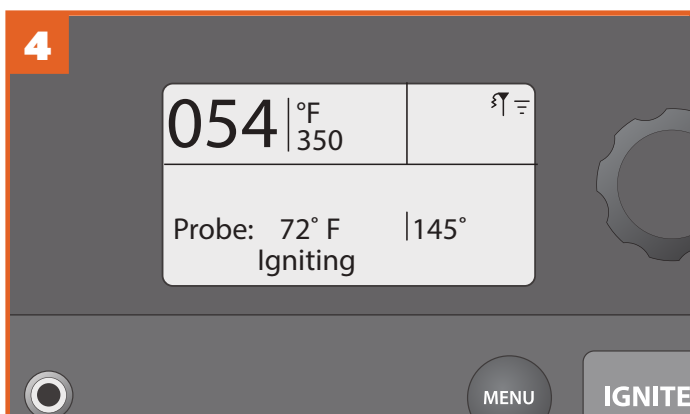 4
054 °F
350
Probe: 72° F 145°
Igniting
MENU
IGNITE